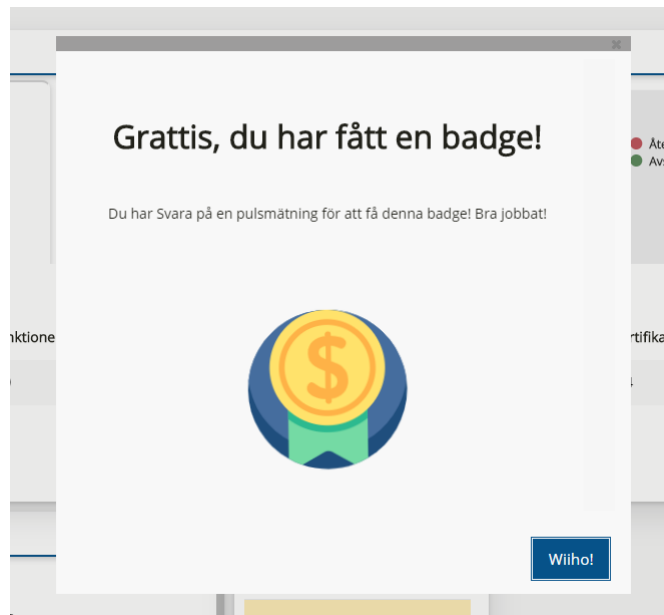 Grattis, du har fått en badge!
Du har Svara på en pulsmätning för att få denna badge! Bra jobbat!
$
Wiiho!